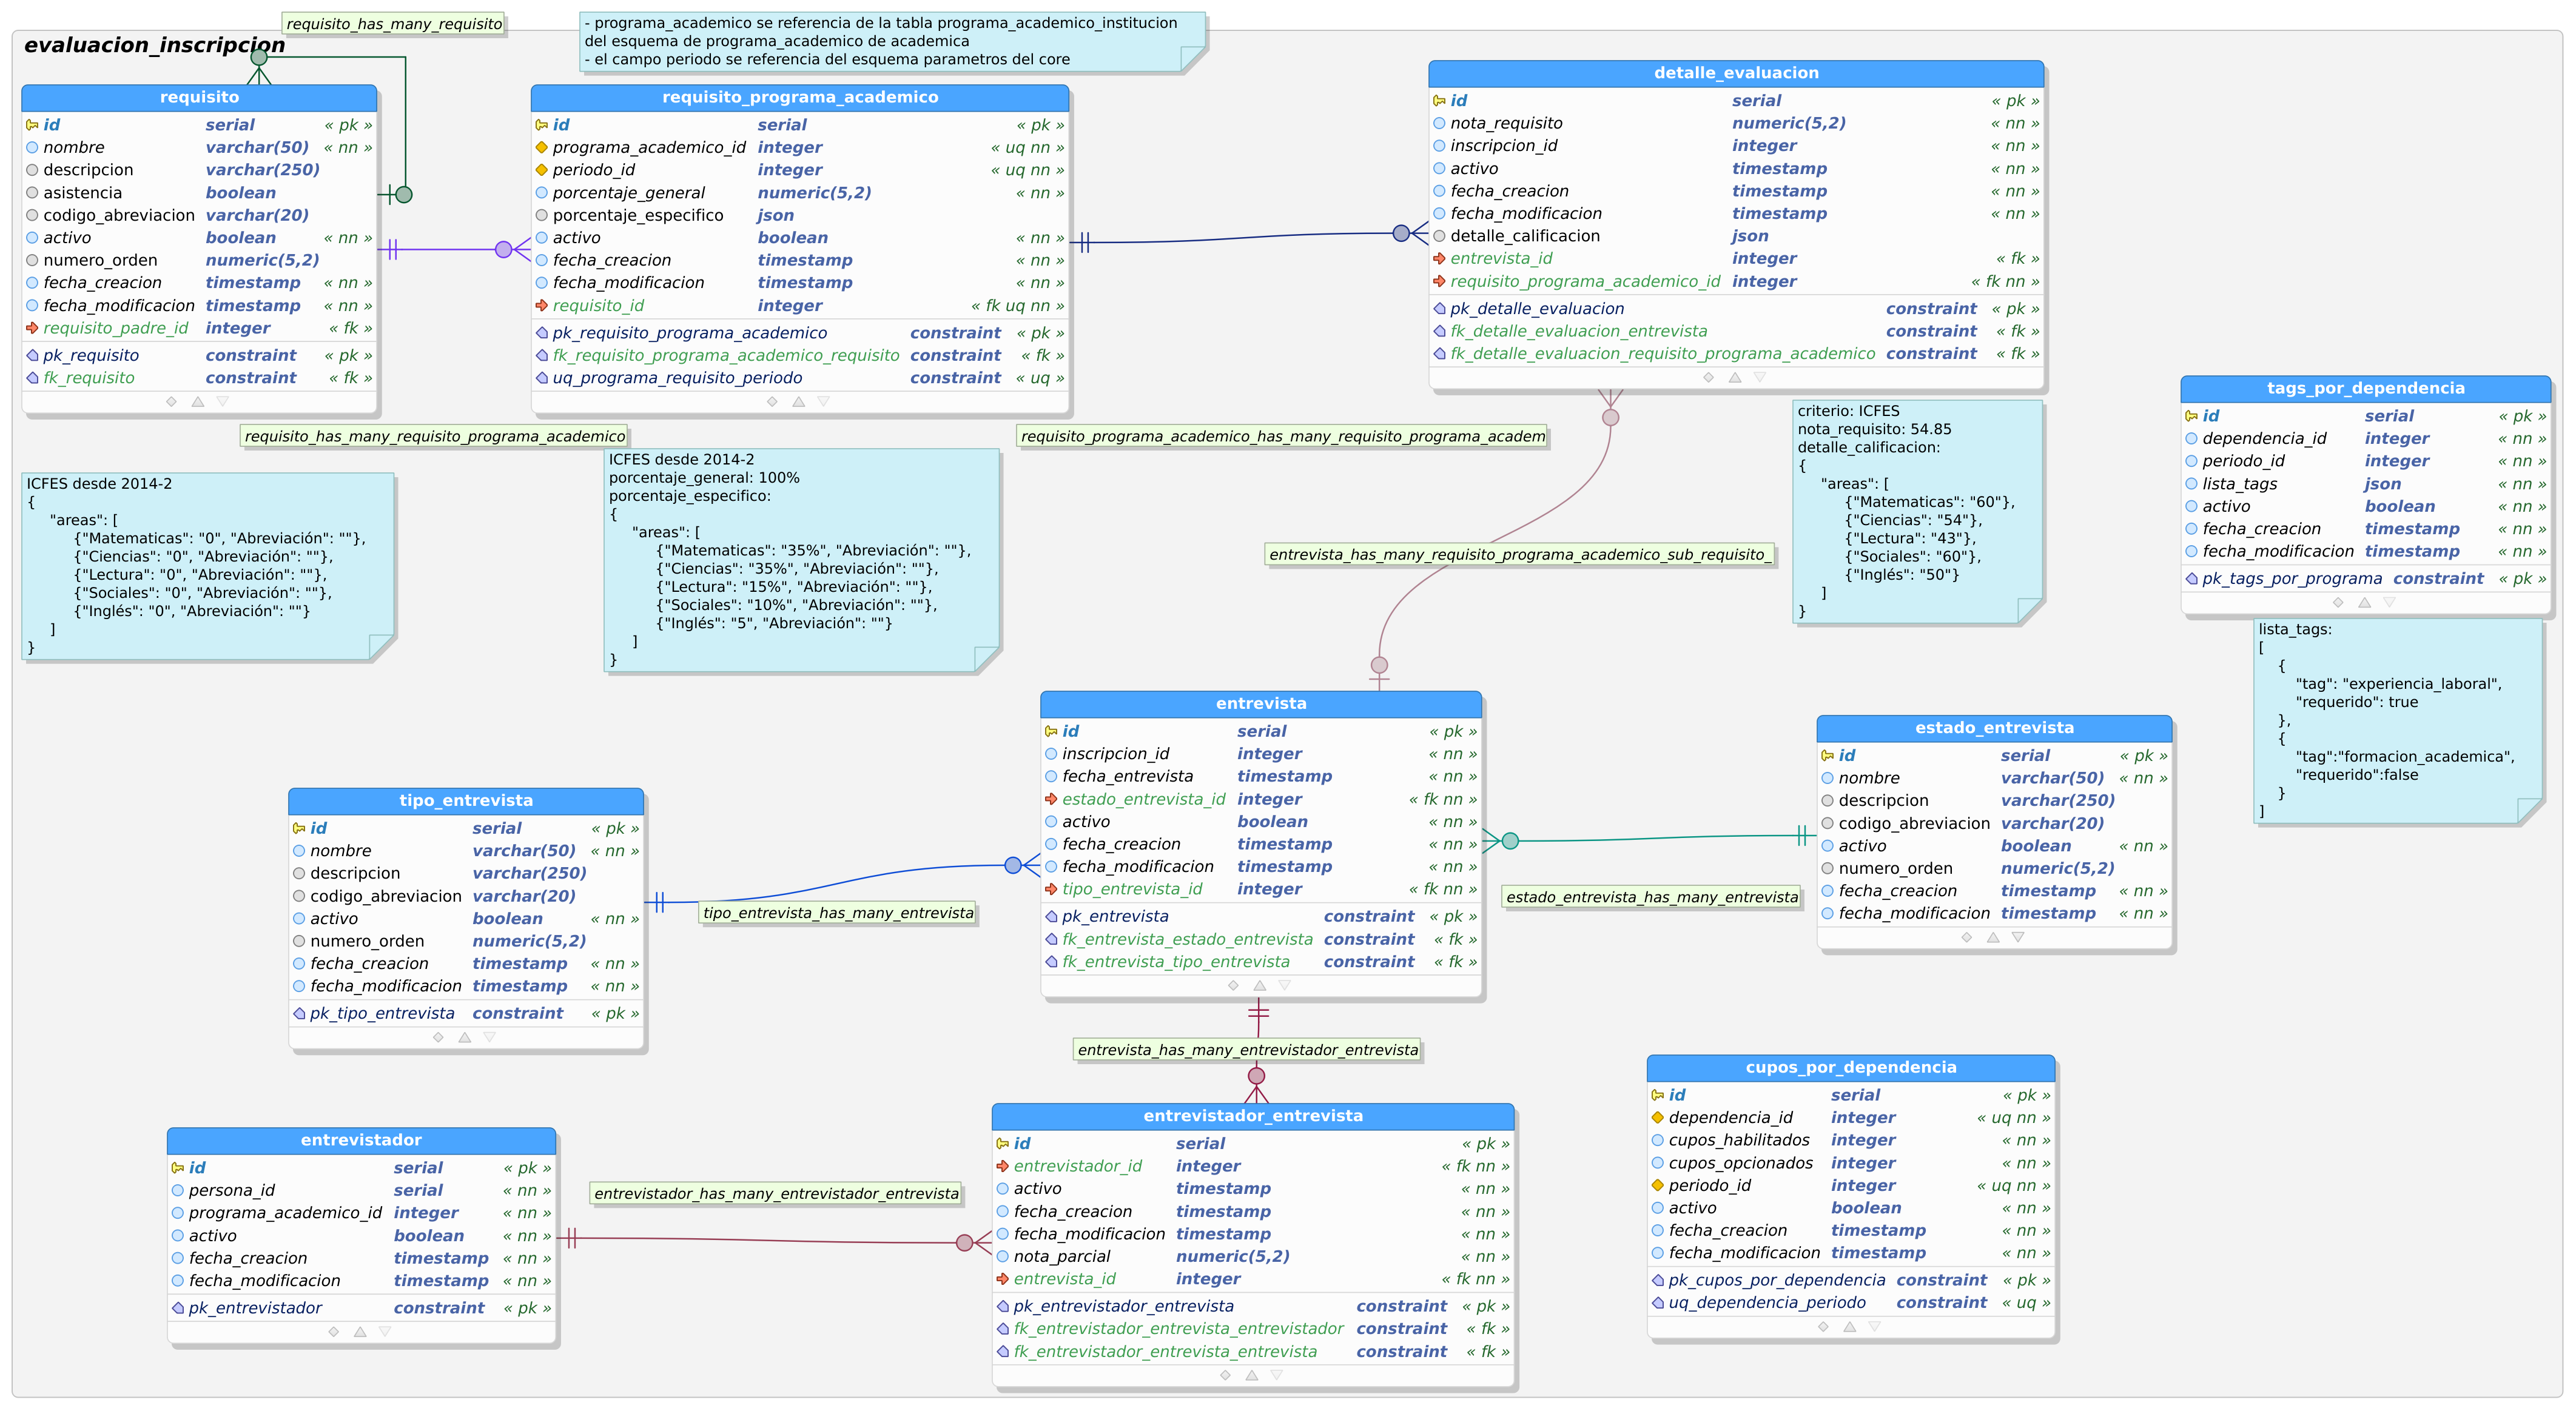 requisito_has_many_requisito
- programa_academico se referencia de la tabla programa_academico_institucion
del esquema de programa_academico de academica
- el campo periodo se referencia del esquema parametros del core
evaluacion_inscripcion
requisito
id serial « pk »
nombre varchar(50) « nn »
descripcion varchar(250)
asistencia boolean
codigo_abreviacion varchar(20)
activo boolean « nn »
numero_orden numeric(5,2)
fecha_creacion timestamp « nn »
fecha_modificacion timestamp « nn »
requisito_padre_id integer « fk »
pk_requisito constraint « pk »
fk_requisito constraint « fk »
requisito_programa_academico
id serial « pk »
programa_academico_id integer « uq nn »
periodo_id integer « uq nn »
porcentaje_general numeric(5,2) « nn »
porcentaje_especifico json
activo boolean « nn »
fecha_creacion timestamp « nn »
fecha_modificacion timestamp « nn »
requisito_id integer « fk uq nn »
pk_requisito_programa_academico constraint « pk »
fk_requisito_programa_academico_requisito constraint « fk »
uq_programa_requisito_periodo constraint « uq »
detalle_evaluacion
id serial « pk »
nota_requisito numeric(5,2) « nn »
inscripcion_id integer « nn »
activo timestamp « nn »
fecha_creacion timestamp « nn »
fecha_modificacion timestamp « nn »
detalle_calificacion json
entrevista_id integer « fk »
requisito_programa_academico_id integer « fk nn »
pk_detalle_evaluacion constraint « pk »
fk_detalle_evaluacion_entrevista constraint « fk »
fk_detalle_evaluacion_requisito_programa_academico constraint « fk »
requisito_has_many_requisito_programa_academico
requisito_programa_academico_has_many_requisito_programa_academ
ICFES desde 2014-2
{
"areas": [
{"Matematicas": "0", "Abreviación": ""},
{"Ciencias": "0", "Abreviación": ""},
{"Lectura": "0", "Abreviación": ""},
{"Sociales": "0", "Abreviación": ""},
{"Inglés": "0", "Abreviación": ""}
]
}
ICFES desde 2014-2
porcentaje_general: 100%
porcentaje_especifico:
{
"areas": [
{"Matematicas": "35%", "Abreviación": ""},
{"Ciencias": "35%", "Abreviación": ""},
{"Lectura": "15%", "Abreviación": ""},
{"Sociales": "10%", "Abreviación": ""},
{"Inglés": "5", "Abreviación": ""}
]
}
criterio: ICFES
nota_requisito: 54.85
detalle_calificacion:
{
"areas": [
{"Matematicas": "60"},
{"Ciencias": "54"},
{"Lectura": "43"},
{"Sociales": "60"},
{"Inglés": "50"}
]
}
tags_por_dependencia
id serial « pk »
dependencia_id integer « nn »
periodo_id integer « nn »
lista_tags json « nn »
activo boolean « nn »
fecha_creacion timestamp « nn »
fecha_modificacion timestamp « nn »
pk_tags_por_programa constraint « pk »
lista_tags:
[
{
"tag": "experiencia_laboral",
"requerido": true
},
{
"tag":"formacion_academica",
"requerido":false
}
]
entrevista_has_many_requisito_programa_academico_sub_requisito_
entrevista
id serial « pk »
inscripcion_id integer « nn »
fecha_entrevista timestamp « nn »
estado_entrevista_id integer « fk nn »
activo boolean « nn »
fecha_creacion timestamp « nn »
fecha_modificacion timestamp « nn »
tipo_entrevista_id integer « fk nn »
pk_entrevista constraint « pk »
fk_entrevista_estado_entrevista constraint « fk »
fk_entrevista_tipo_entrevista constraint « fk »
estado_entrevista
id serial « pk »
nombre varchar(50) « nn »
descripcion varchar(250)
codigo_abreviacion varchar(20)
activo boolean « nn »
numero_orden numeric(5,2)
fecha_creacion timestamp « nn »
fecha_modificacion timestamp « nn »
tipo_entrevista
id serial « pk »
nombre varchar(50) « nn »
descripcion varchar(250)
codigo_abreviacion varchar(20)
activo boolean « nn »
numero_orden numeric(5,2)
fecha_creacion timestamp « nn »
fecha_modificacion timestamp « nn »
pk_tipo_entrevista constraint « pk »
tipo_entrevista_has_many_entrevista
estado_entrevista_has_many_entrevista
entrevista_has_many_entrevistador_entrevista
entrevistador
id serial « pk »
persona_id serial « nn »
programa_academico_id integer « nn »
activo boolean « nn »
fecha_creacion timestamp « nn »
fecha_modificacion timestamp « nn »
pk_entrevistador constraint « pk »
entrevistador_has_many_entrevistador_entrevista
entrevistador_entrevista
id serial « pk »
entrevistador_id integer « fk nn »
activo timestamp « nn »
fecha_creacion timestamp « nn »
fecha_modificacion timestamp « nn »
nota_parcial numeric(5,2) « nn »
entrevista_id integer « fk nn »
pk_entrevistador_entrevista constraint « pk »
fk_entrevistador_entrevista_entrevistador constraint « fk »
fk_entrevistador_entrevista_entrevista constraint « fk »
cupos_por_dependencia
id serial « pk »
dependencia_id integer « uq nn »
cupos_habilitados integer « nn »
cupos_opcionados integer « nn »
periodo_id integer « uq nn »
activo boolean « nn »
fecha_creacion timestamp « nn »
fecha_modificacion timestamp « nn »
pk_cupos_por_dependencia constraint « pk »
uq_dependencia_periodo constraint « uq »